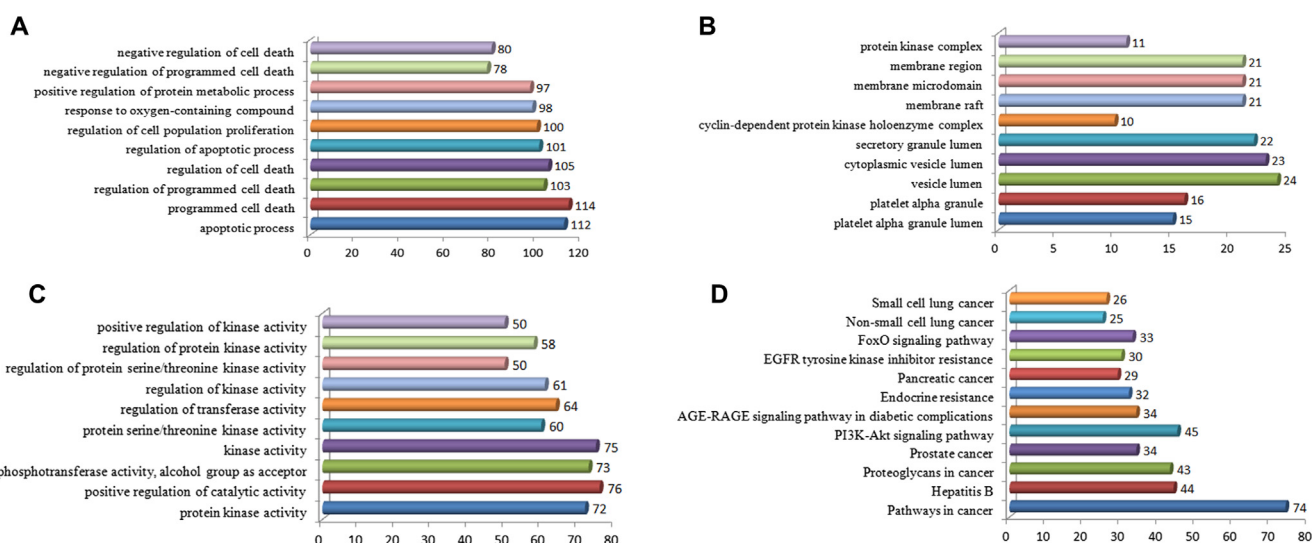 A
negative regulation of cell death 80
negative regulation of programmed cell death 78
positive regulation of protein metabolic process 97
response to oxygen-containing compound 98
regulation of cell population proliferation 100
regulation of apoptotic process 101
regulation of cell death 105
regulation of programmed cell death 103
programmed cell death 114
apoptotic process 112
0 20 40 60 80 100 120
B
protein kinase complex 11
membrane region 21
membrane microdomain 21
membrane raft 21
cyclin-dependent protein kinase holoenzyme complex 10
secretory granule lumen 22
cytoplasmic vesicle lumen 23
vesicle lumen 24
platelet alpha granule 16
platelet alpha granule lumen 15
0 5 10 15 20 25
C
positive regulation of kinase activity 50
regulation of protein kinase activity 58
regulation of protein serine/threonine kinase activity 50
regulation of kinase activity 61
regulation of transferase activity 64
protein serine/threonine kinase activity 60
kinase activity 75
phosphotransferase activity, alcohol group as acceptor 73
positive regulation of catalytic activity 76
protein kinase activity 72
0 10 20 30 40 50 60 70 80
D
Small cell lung cancer 26
Non-small cell lung cancer 25
FoxO signaling pathway 33
EGFR tyrosine kinase inhibitor resistance 30
Pancreatic cancer 29
Endocrine resistance 32
AGE-RAGE signaling pathway in diabetic complications 34
PI3K-Akt signaling pathway 45
Prostate cancer 34
Proteoglycans in cancer 43
Hepatitis B 44
Pathways in cancer 74
0 10 20 30 40 50 60 70 80